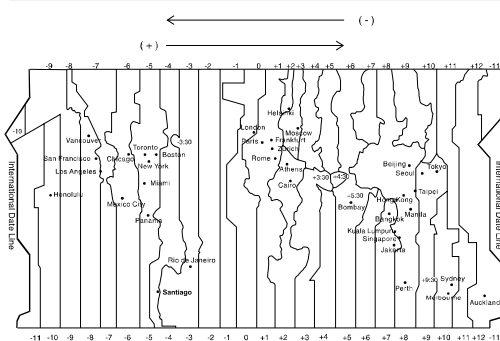 (-)
(+)
-9 -8 -7 -6 -5 -4 -3 -2 -1 0 +1 +2 +3 +4 +5 +6 +7 +8 +9 +10 +11 +12 -11
Helsinki
-10 London Moscow
Vancouver -3:30 Paris Frankfurt
Toronto Zürich
San Francisco Chicago Boston Rome Beijing Tokyo
New York Athens
Los Angeles Seoul
+3:30 +4:30
Miami Cairo
Honolulu +5:30 Taipei
Mexico City Bombay HongKong
Panama Bangkok Manila
Kuala Lumpur
Singapore
Jakarta
Rio de Janeiro
+9:30 Sydney
Santiago Perth
Melbourne Auckland
International Date Line
International Date Line
-11 -10 -9 -8 -7 -6 -5 -4 -3 -2 -1 0 +1 +2 +3 +4 +5 +6 +7 +8 +9 +10 +11 +12 -11